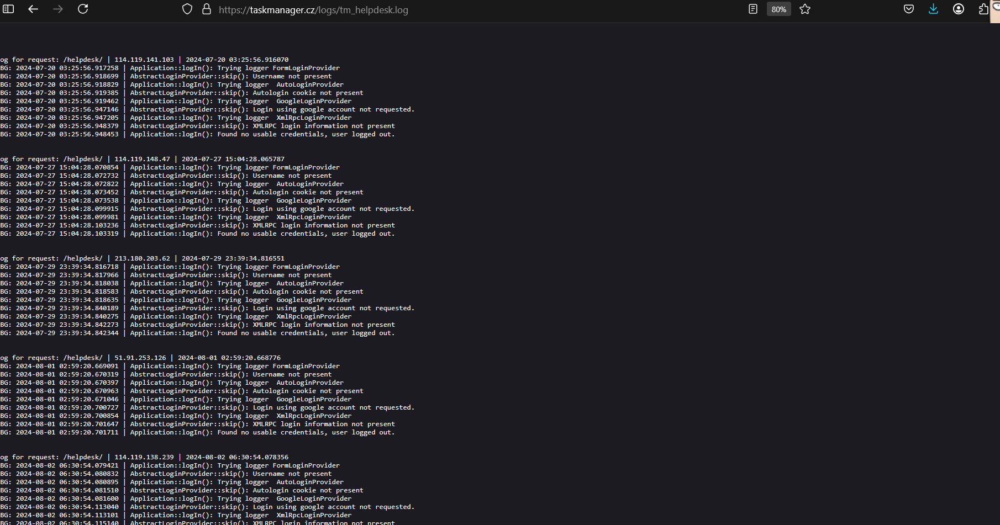 https://taskmanager.cz/logs/tm_helpdesk.log
80%
og for request: /helpdesk/ | 114.119.141.103 | 2024-07-20 03:25:56.916070
BG: 2024-07-20 03:25:56.917258 | Application::logIn(): Trying logger FormLoginProvider
BG: 2024-07-20 03:25:56.918699 | AbstractLoginProvider::skip(): Username not present
BG: 2024-07-20 03:25:56.918829 | Application::logIn(): Trying logger  AutoLoginProvider
BG: 2024-07-20 03:25:56.919385 | AbstractLoginProvider::skip(): Autologin cookie not present
BG: 2024-07-20 03:25:56.919462 | Application::logIn(): Trying logger  GoogleLoginProvider
BG: 2024-07-20 03:25:56.947146 | AbstractLoginProvider::skip(): Login using google account not requested.
BG: 2024-07-20 03:25:56.947205 | Application::logIn(): Trying logger  XmlRpcLoginProvider
BG: 2024-07-20 03:25:56.948379 | AbstractLoginProvider::skip(): XMLRPC login information not present
BG: 2024-07-20 03:25:56.948453 | Application::logIn(): Found no usable credentials, user logged out.
og for request: /helpdesk/ | 114.119.148.47 | 2024-07-27 15:04:28.065787
BG: 2024-07-27 15:04:28.070854 | Application::logIn(): Trying logger FormLoginProvider
BG: 2024-07-27 15:04:28.072732 | AbstractLoginProvider::skip(): Username not present
BG: 2024-07-27 15:04:28.072822 | Application::logIn(): Trying logger  AutoLoginProvider
BG: 2024-07-27 15:04:28.073452 | AbstractLoginProvider::skip(): Autologin cookie not present
BG: 2024-07-27 15:04:28.073538 | Application::logIn(): Trying logger  GoogleLoginProvider
BG: 2024-07-27 15:04:28.099915 | AbstractLoginProvider::skip(): Login using google account not requested.
BG: 2024-07-27 15:04:28.099981 | Application::logIn(): Trying logger  XmlRpcLoginProvider
BG: 2024-07-27 15:04:28.103236 | AbstractLoginProvider::skip(): XMLRPC login information not present
BG: 2024-07-27 15:04:28.103319 | Application::logIn(): Found no usable credentials, user logged out.
og for request: /helpdesk/ | 213.180.203.62 | 2024-07-29 23:39:34.816551
BG: 2024-07-29 23:39:34.816718 | Application::logIn(): Trying logger FormLoginProvider
BG: 2024-07-29 23:39:34.817966 | AbstractLoginProvider::skip(): Username not present
BG: 2024-07-29 23:39:34.818038 | Application::logIn(): Trying logger  AutoLoginProvider
BG: 2024-07-29 23:39:34.818583 | AbstractLoginProvider::skip(): Autologin cookie not present
BG: 2024-07-29 23:39:34.818635 | Application::logIn(): Trying logger  GoogleLoginProvider
BG: 2024-07-29 23:39:34.840189 | AbstractLoginProvider::skip(): Login using google account not requested.
BG: 2024-07-29 23:39:34.840275 | Application::logIn(): Trying logger  XmlRpcLoginProvider
BG: 2024-07-29 23:39:34.842273 | AbstractLoginProvider::skip(): XMLRPC login information not present
BG: 2024-07-29 23:39:34.842344 | Application::logIn(): Found no usable credentials, user logged out.
og for request: /helpdesk/ | 51.91.253.126 | 2024-08-01 02:59:20.668776
BG: 2024-08-01 02:59:20.669091 | Application::logIn(): Trying logger FormLoginProvider
BG: 2024-08-01 02:59:20.670319 | AbstractLoginProvider::skip(): Username not present
BG: 2024-08-01 02:59:20.670397 | Application::logIn(): Trying logger  AutoLoginProvider
BG: 2024-08-01 02:59:20.670963 | AbstractLoginProvider::skip(): Autologin cookie not present
BG: 2024-08-01 02:59:20.671046 | Application::logIn(): Trying logger  GoogleLoginProvider
BG: 2024-08-01 02:59:20.700727 | AbstractLoginProvider::skip(): Login using google account not requested.
BG: 2024-08-01 02:59:20.700854 | Application::logIn(): Trying logger  XmlRpcLoginProvider
BG: 2024-08-01 02:59:20.701647 | AbstractLoginProvider::skip(): XMLRPC login information not present
BG: 2024-08-01 02:59:20.701711 | Application::logIn(): Found no usable credentials, user logged out.
og for request: /helpdesk/ | 114.119.138.239 | 2024-08-02 06:30:54.078356
BG: 2024-08-02 06:30:54.079421 | Application::logIn(): Trying logger FormLoginProvider
BG: 2024-08-02 06:30:54.080832 | AbstractLoginProvider::skip(): Username not present
BG: 2024-08-02 06:30:54.080895 | Application::logIn(): Trying logger  AutoLoginProvider
BG: 2024-08-02 06:30:54.081510 | AbstractLoginProvider::skip(): Autologin cookie not present
BG: 2024-08-02 06:30:54.081600 | Application::logIn(): Trying logger  GoogleLoginProvider
BG: 2024-08-02 06:30:54.113040 | AbstractLoginProvider::skip(): Login using google account not requested.
BG: 2024-08-02 06:30:54.113101 | Application::logIn(): Trying logger  XmlRpcLoginProvider
BG: 2024-08-02 06:30:54.115140 | AbstractLoginProvider::skip(): XMLRPC login information not present